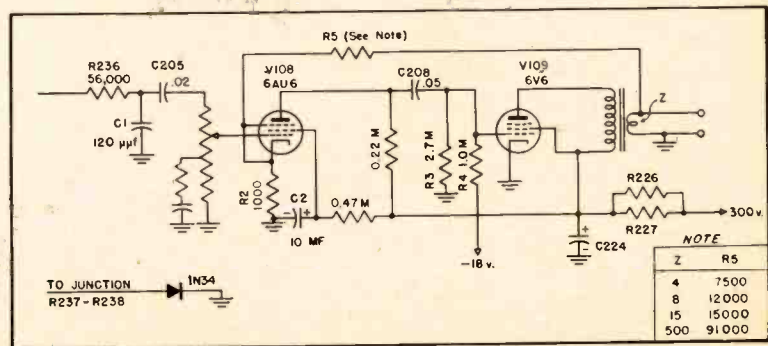 R5 (See Note)
R236
56,000
C205
.02
C1
120 μμf
V108
6AU6
C208
.05
V109
6V6
Z
R2
1000
C2
- +
10 MF
0.47 M
0.22 M
R3 2.7M
R4 1.0M
-18 v.
+
C224
R226
R227
300 v.
TO JUNCTION
R237-R238
1N34
NOTE
Z R5
4 7500
8 12000
15 15000
500 91000